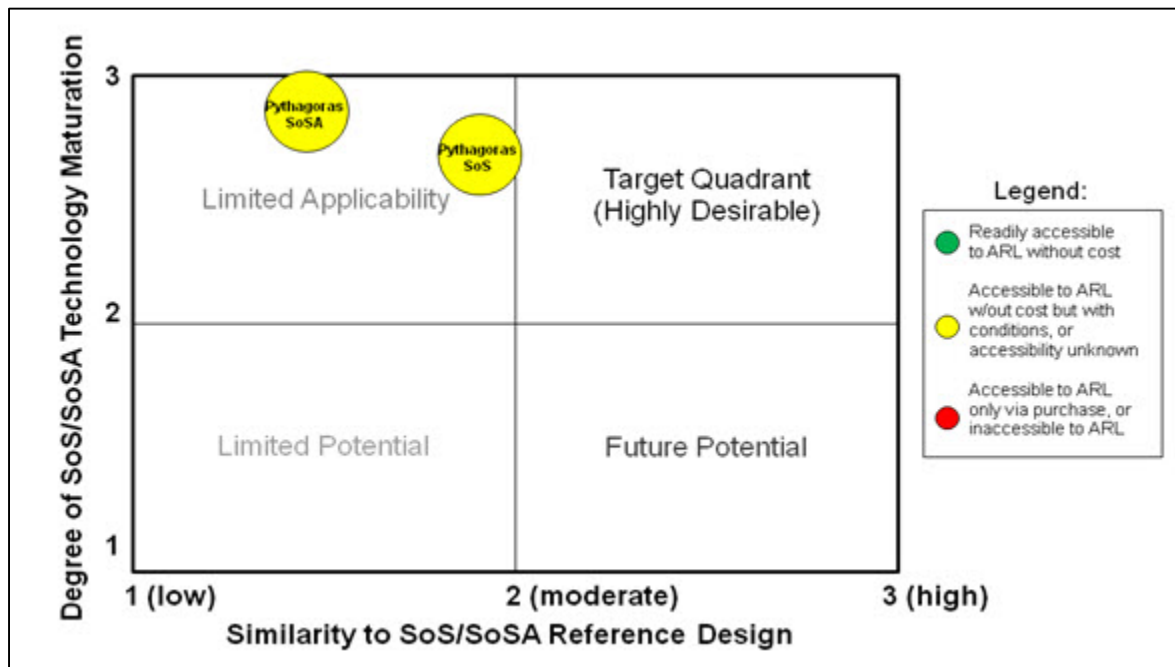 Degree of SoS/SoSA Technology Maturation
3
2
1
Pythagoras
SoSA
Pythagoras
SoS
Limited Applicability
Target Quadrant
(Highly Desirable)
Limited Potential
Future Potential
1 (low)
2 (moderate)
3 (high)
Similarity to SoS/SoSA Reference Design
Legend:
Readily accessible
to ARL without cost
Accessible to ARL
w/out cost but with
conditions, or
accessibility unknown
Accessible to ARL
only via purchase, or
inaccessible to ARL